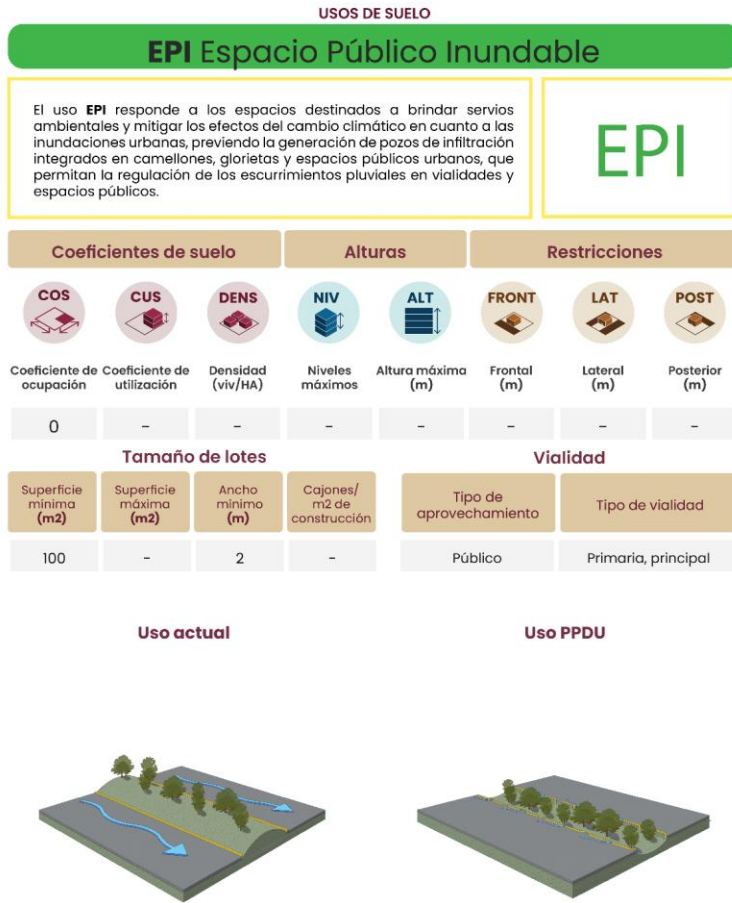 USOS DE SUELO
EPI Espacio Público Inundable
El uso EPI responde a los espacios destinados a brindar servios
ambientales y mitigar los efectos del cambio climático en cuanto a las
inundaciones urbanas, previendo la generación de pozos de infiltración
integrados en camellones, glorietas y espacios públicos urbanos, que
permitan la regulación de los escurrimientos pluviales en vialidades y
espacios públicos.
EPI
Coeficientes de suelo Alturas Restricciones
COS CUS DENS NIV ALT FRONT LAT POST
Coeficiente de Coeficiente de Densidad Niveles Altura máxima Frontal Lateral Posterior
ocupación utilización (viv/HA) máximos (m) (m) (m) (m)
0 - - - - - - -
Tamaño de lotes Vialidad
Superficie Superficie Ancho Cajones/
mínima máxima mínimo m2 de
(m2) (m2) (m) construcción
Tipo de
aprovechamiento
Tipo de vialidad
100 - 2 - Público Primaria, principal
Uso actual Uso PPDU